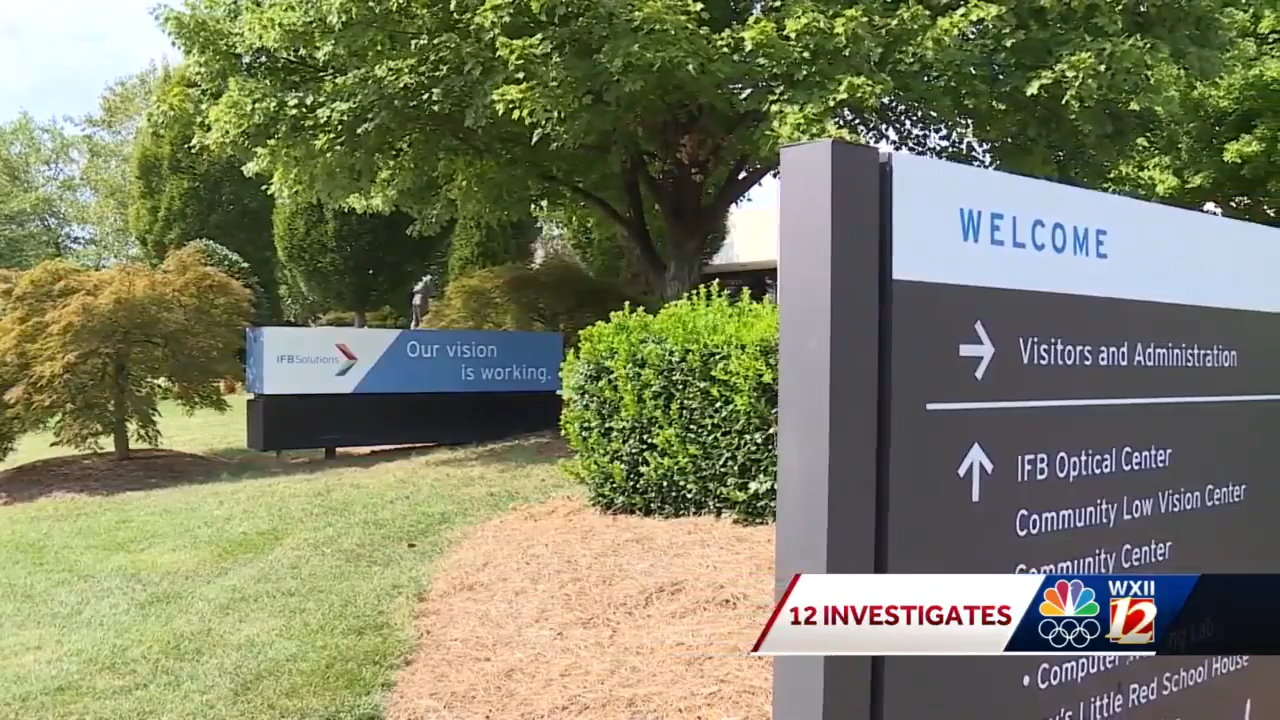 IFBSolutions
Our vision
is working.
WELCOME
Visitors and Administration
IFB Optical Center
Community Low Vision Center
Community Center
12 INVESTIGATES
WXII
12
Lab
• Computer
Little Red School House